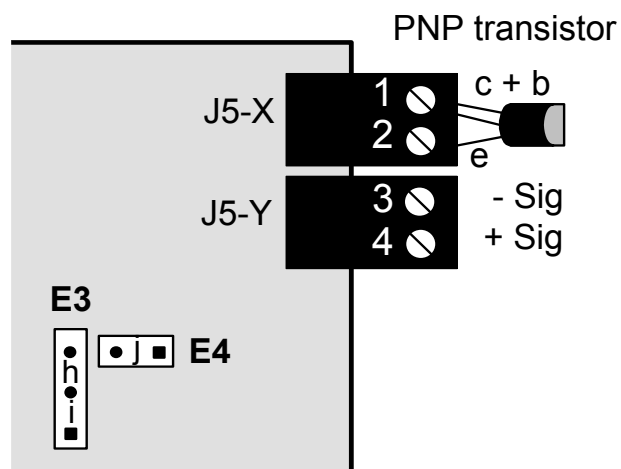 PNP transistor
c + b
J5-X
1
2
e
J5-Y
3
- Sig
4
+ Sig
E3
h
i
j
E4